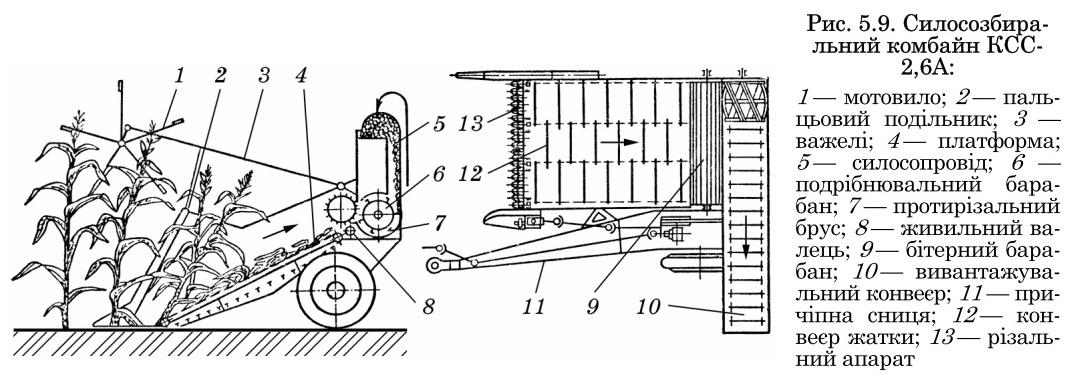 1 2 3 4
5
6
7
8
13
12
11 9 10
Рис. 5.9. Силосозбира-
льний комбайн КСС-
2,6А:
1— мотовило; 2— паль-
цьовий подільник; 3 —
важелі; 4— платформа;
5— силосопровід; 6 —
подрібнювальний бара-
бан; 7— протирізальний
брус; 8— живильний ва-
лець; 9— бітерний бара-
бан; 10— вивантажува-
льний конвеєр; 11— при-
чіпна сниця; 12— кон-
веєр жатки; 13— різаль-
ний апарат